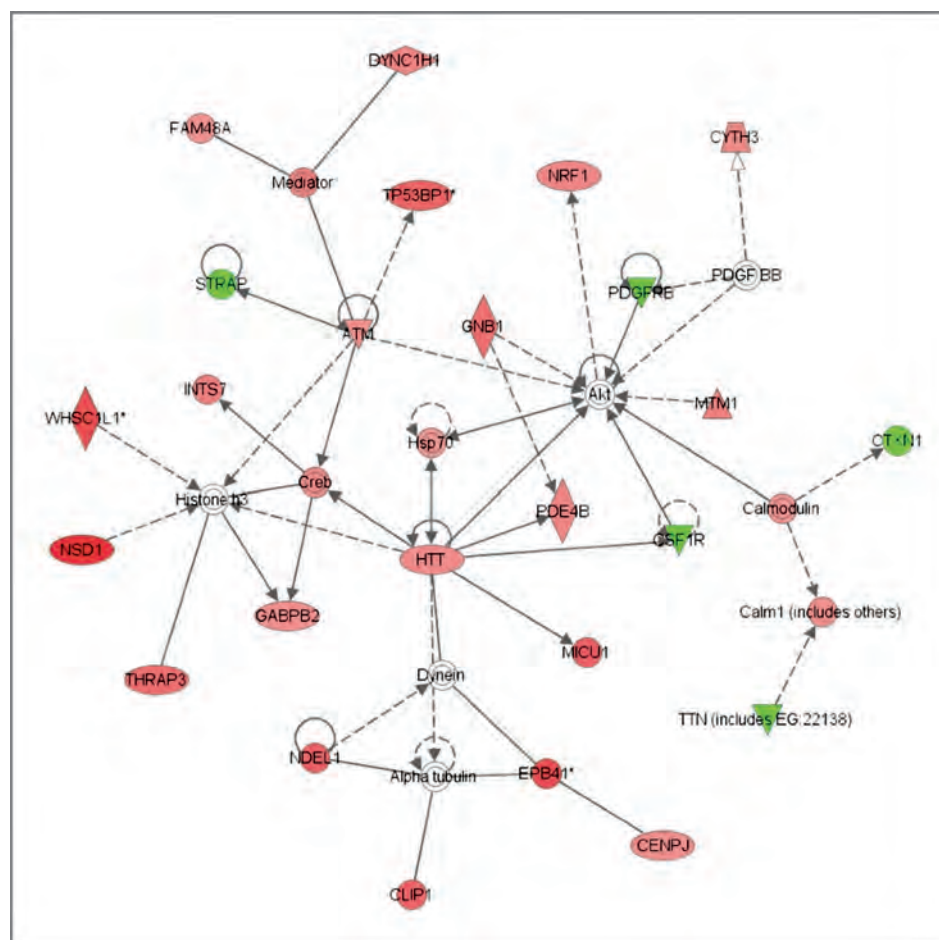 DYNC1H1
FAM48A
CYTH3
NRF1
Mediator
TP53BP1*
STRAP
PDGFRB
PDGF BB
ATM
GNB1
INTS7
WHSC1L1*
Akt
MTM1
Hsp70
CTXN1
Creb
Histone h3
PDE4B
Calmodulin
CSF1R
NSD1
HTT
GABPB2
Calm1 (includes others)
MICU1
THRAP3
Dynein
TTN (includes EG:22138)
NDEL1
Alpha tubulin
EPB41*
CENPJ
CLIP1